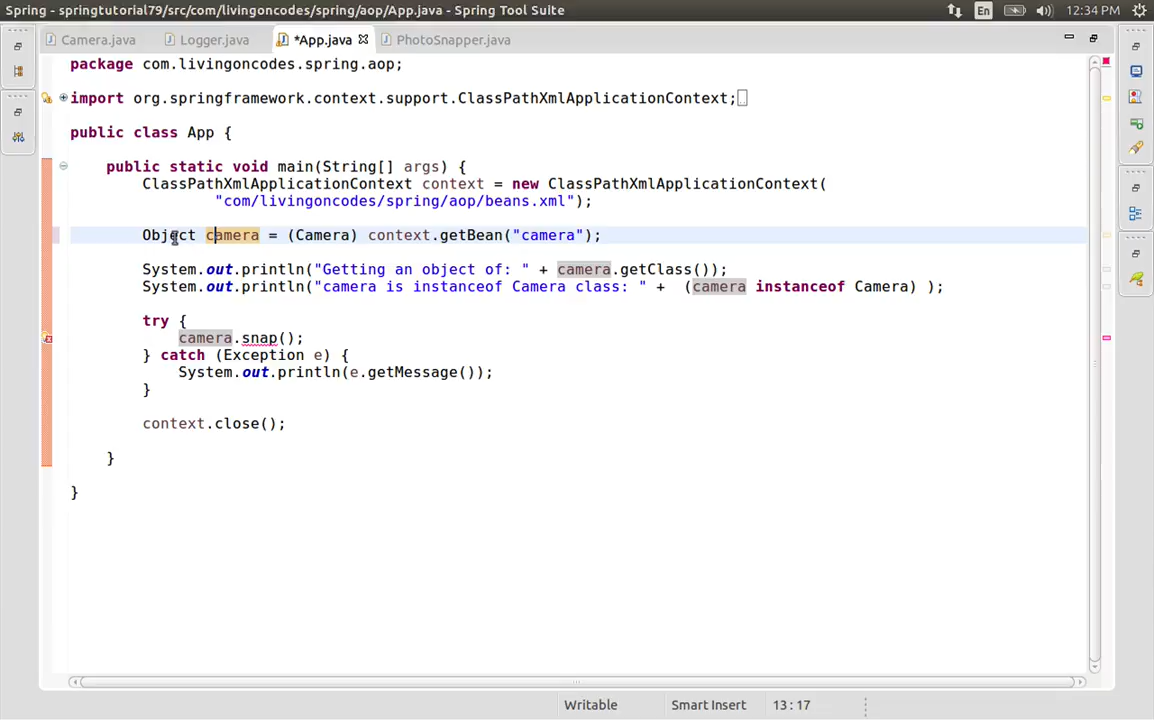 Spring - springtutorial79/src/com/livingoncodes/spring/aop/App.java - Spring Tool Suite
En
12:34 PM
Camera.java
Logger.java
*App.java
PhotoSnapper.java
package com.livingoncodes.spring.aop;
import org.springframework.context.support.ClassPathXmlApplicationContext;
public class App {
public static void main(String[] args) {
ClassPathXmlApplicationContext context = new ClassPathXmlApplicationContext(
"com/livingoncodes/spring/aop/beans.xml");
Object camera = (Camera) context.getBean("camera");
System.out.println("Getting an object of: " + camera.getClass());
System.out.println("camera is instanceof Camera class: " +  (camera instanceof Camera) );
try {
camera.snap();
} catch (Exception e) {
System.out.println(e.getMessage());
}
context.close();
}
}
Writable
Smart Insert
13 : 17